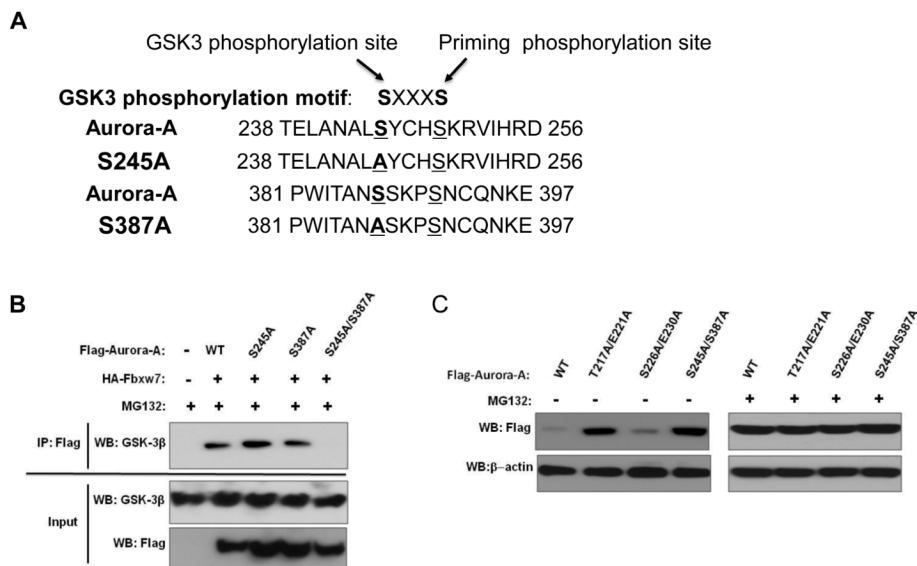 A
GSK3 phosphorylation site Priming phosphorylation site
GSK3 phosphorylation motif: SXXXS
Aurora-A 238 TELANALSYCHSKRVIHRD 256
S245A 238 TELANALAYCHSKRVIHRD 256
Aurora-A 381 PWITANSSKPSNCQNKE 397
S387A 381 PWITANASKPSNCQNKE 397
B
Flag-Aurora-A: - WT S245A S387A S245A/S387A
HA-Fbxw7: - + + + +
MG132: + + + + +
IP: Flag WB: GSK-3β
Input WB: GSK-3β
WB: Flag
C
Flag-Aurora-A: WT T217A/E221A S226A/E230A S245A/S387A WT T217A/E221A S226A/E230A S245A/S387A
MG132: - - - - + + + +
WB: Flag
WB:β-actin